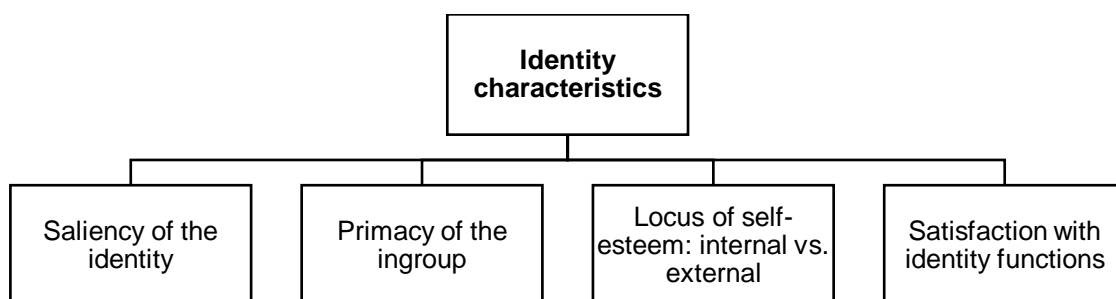 Identity
characteristics
Saliency of the
identity
Primacy of the
ingroup
Locus of self-
esteem: internal vs.
external
Satisfaction with
identity functions